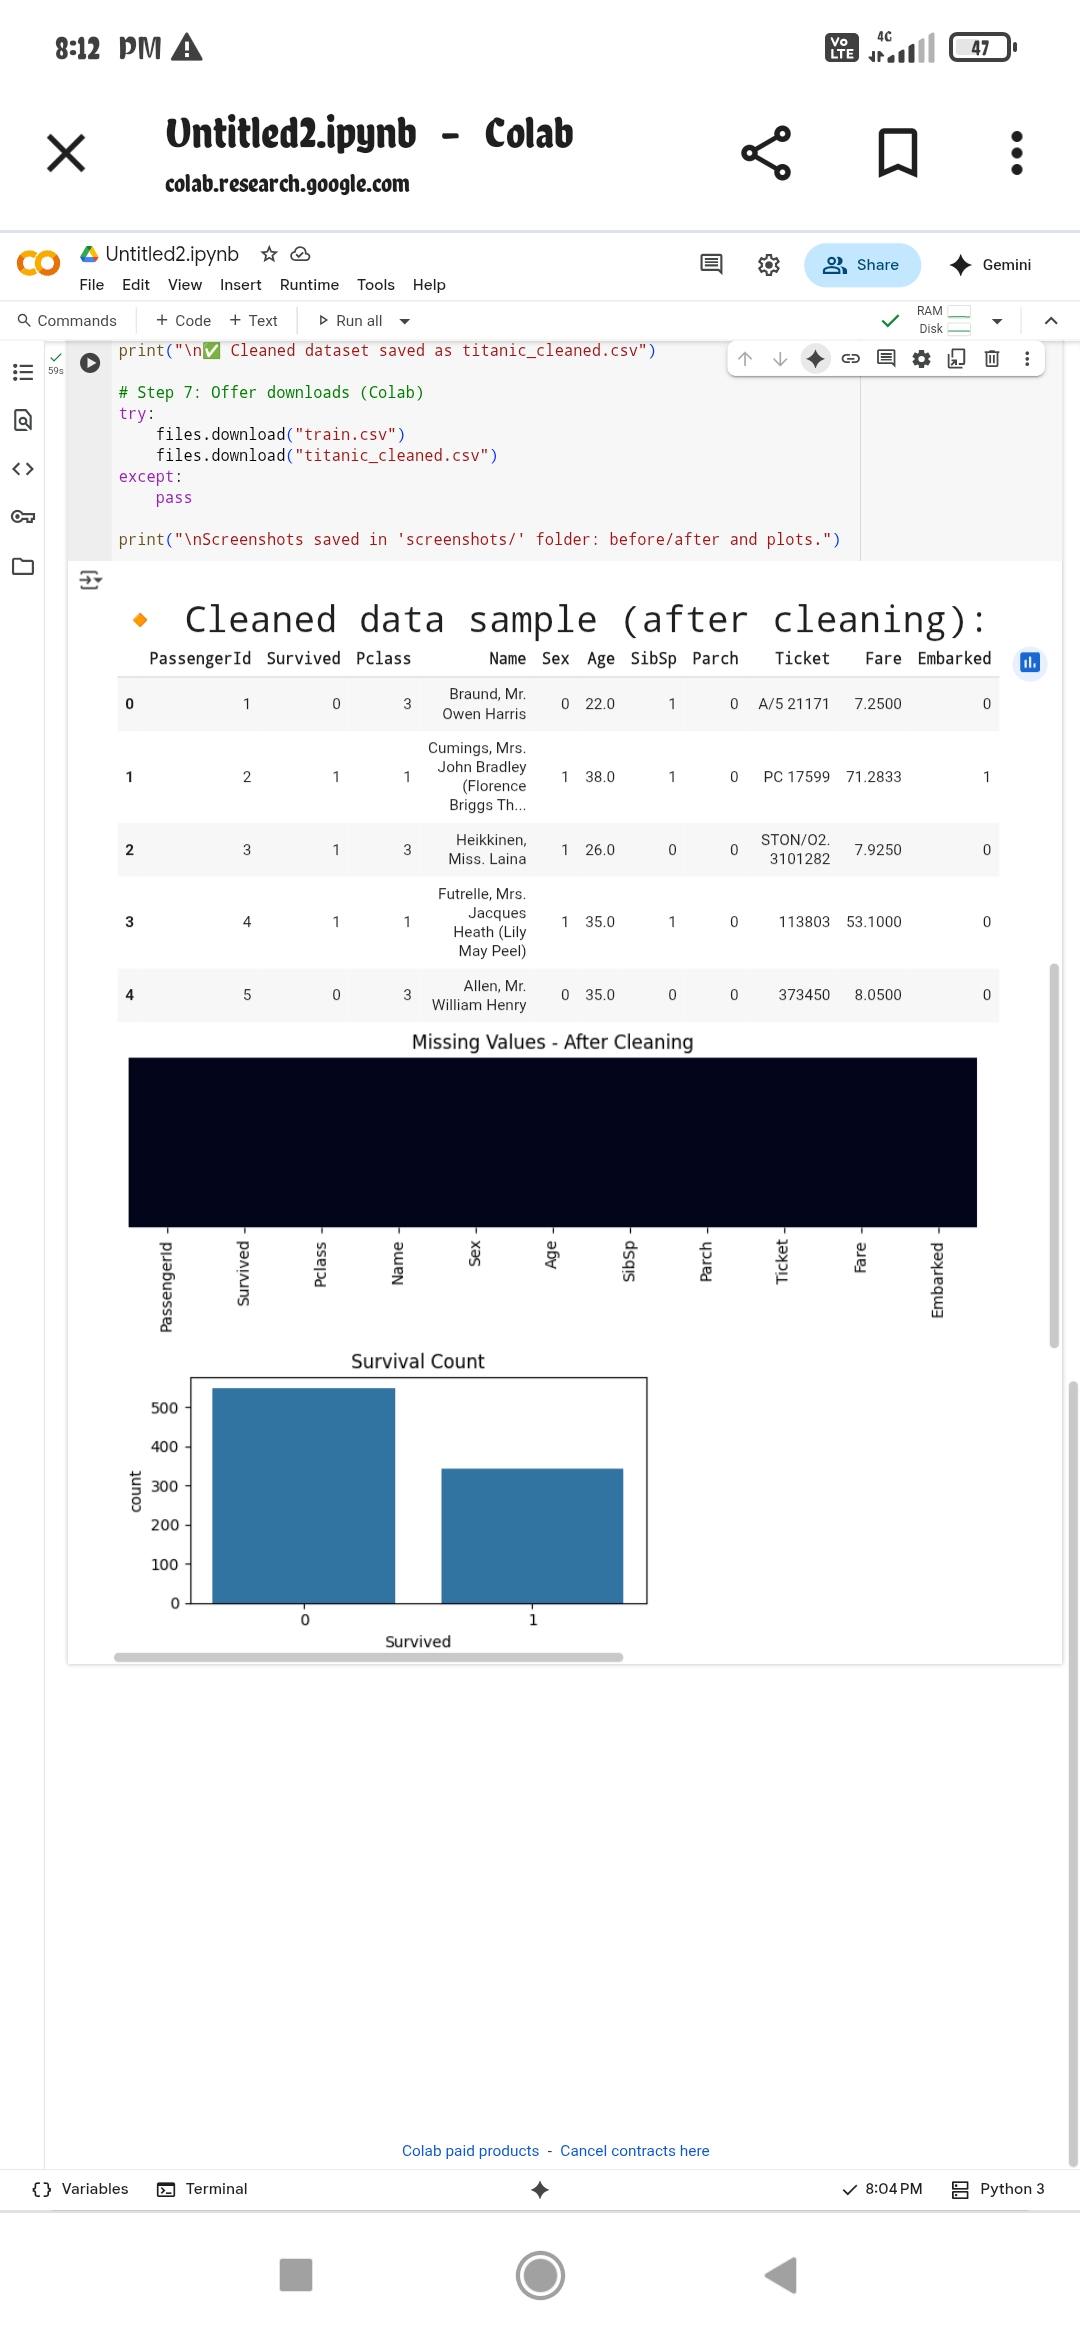 8:12 PM
Vo LTE 4G 47
Untitled2.ipynb - Colab
colab.research.google.com
Untitled2.ipynb
File Edit View Insert Runtime Tools Help
Share Gemini
Commands + Code + Text Run all
RAM
Disk
59s
print("\n✅ Cleaned dataset saved as titanic_cleaned.csv")
# Step 7: Offer downloads (Colab)
try:
    files.download("train.csv")
    files.download("titanic_cleaned.csv")
except:
    pass
print("\nScreenshots saved in 'screenshots/' folder: before/after and plots.")
🔸 Cleaned data sample (after cleaning):
PassengerId Survived Pclass Name Sex Age SibSp Parch Ticket Fare Embarked
0 1 0 3 Braund, Mr. Owen Harris 0 22.0 1 0 A/5 21171 7.2500 0
1 2 1 1 Cumings, Mrs. John Bradley (Florence Briggs Th... 1 38.0 1 0 PC 17599 71.2833 1
2 3 1 3 Heikkinen, Miss. Laina 1 26.0 0 0 STON/O2. 3101282 7.9250 0
3 4 1 1 Futrelle, Mrs. Jacques Heath (Lily May Peel) 1 35.0 1 0 113803 53.1000 0
4 5 0 3 Allen, Mr. William Henry 0 35.0 0 0 373450 8.0500 0
Missing Values - After Cleaning
PassengerId Survived Pclass Name Sex Age SibSp Parch Ticket Fare Embarked
Survival Count
500
400
300
200
100
0
count
0 1
Survived
Colab paid products - Cancel contracts here
{} Variables Terminal 8:04 PM Python 3